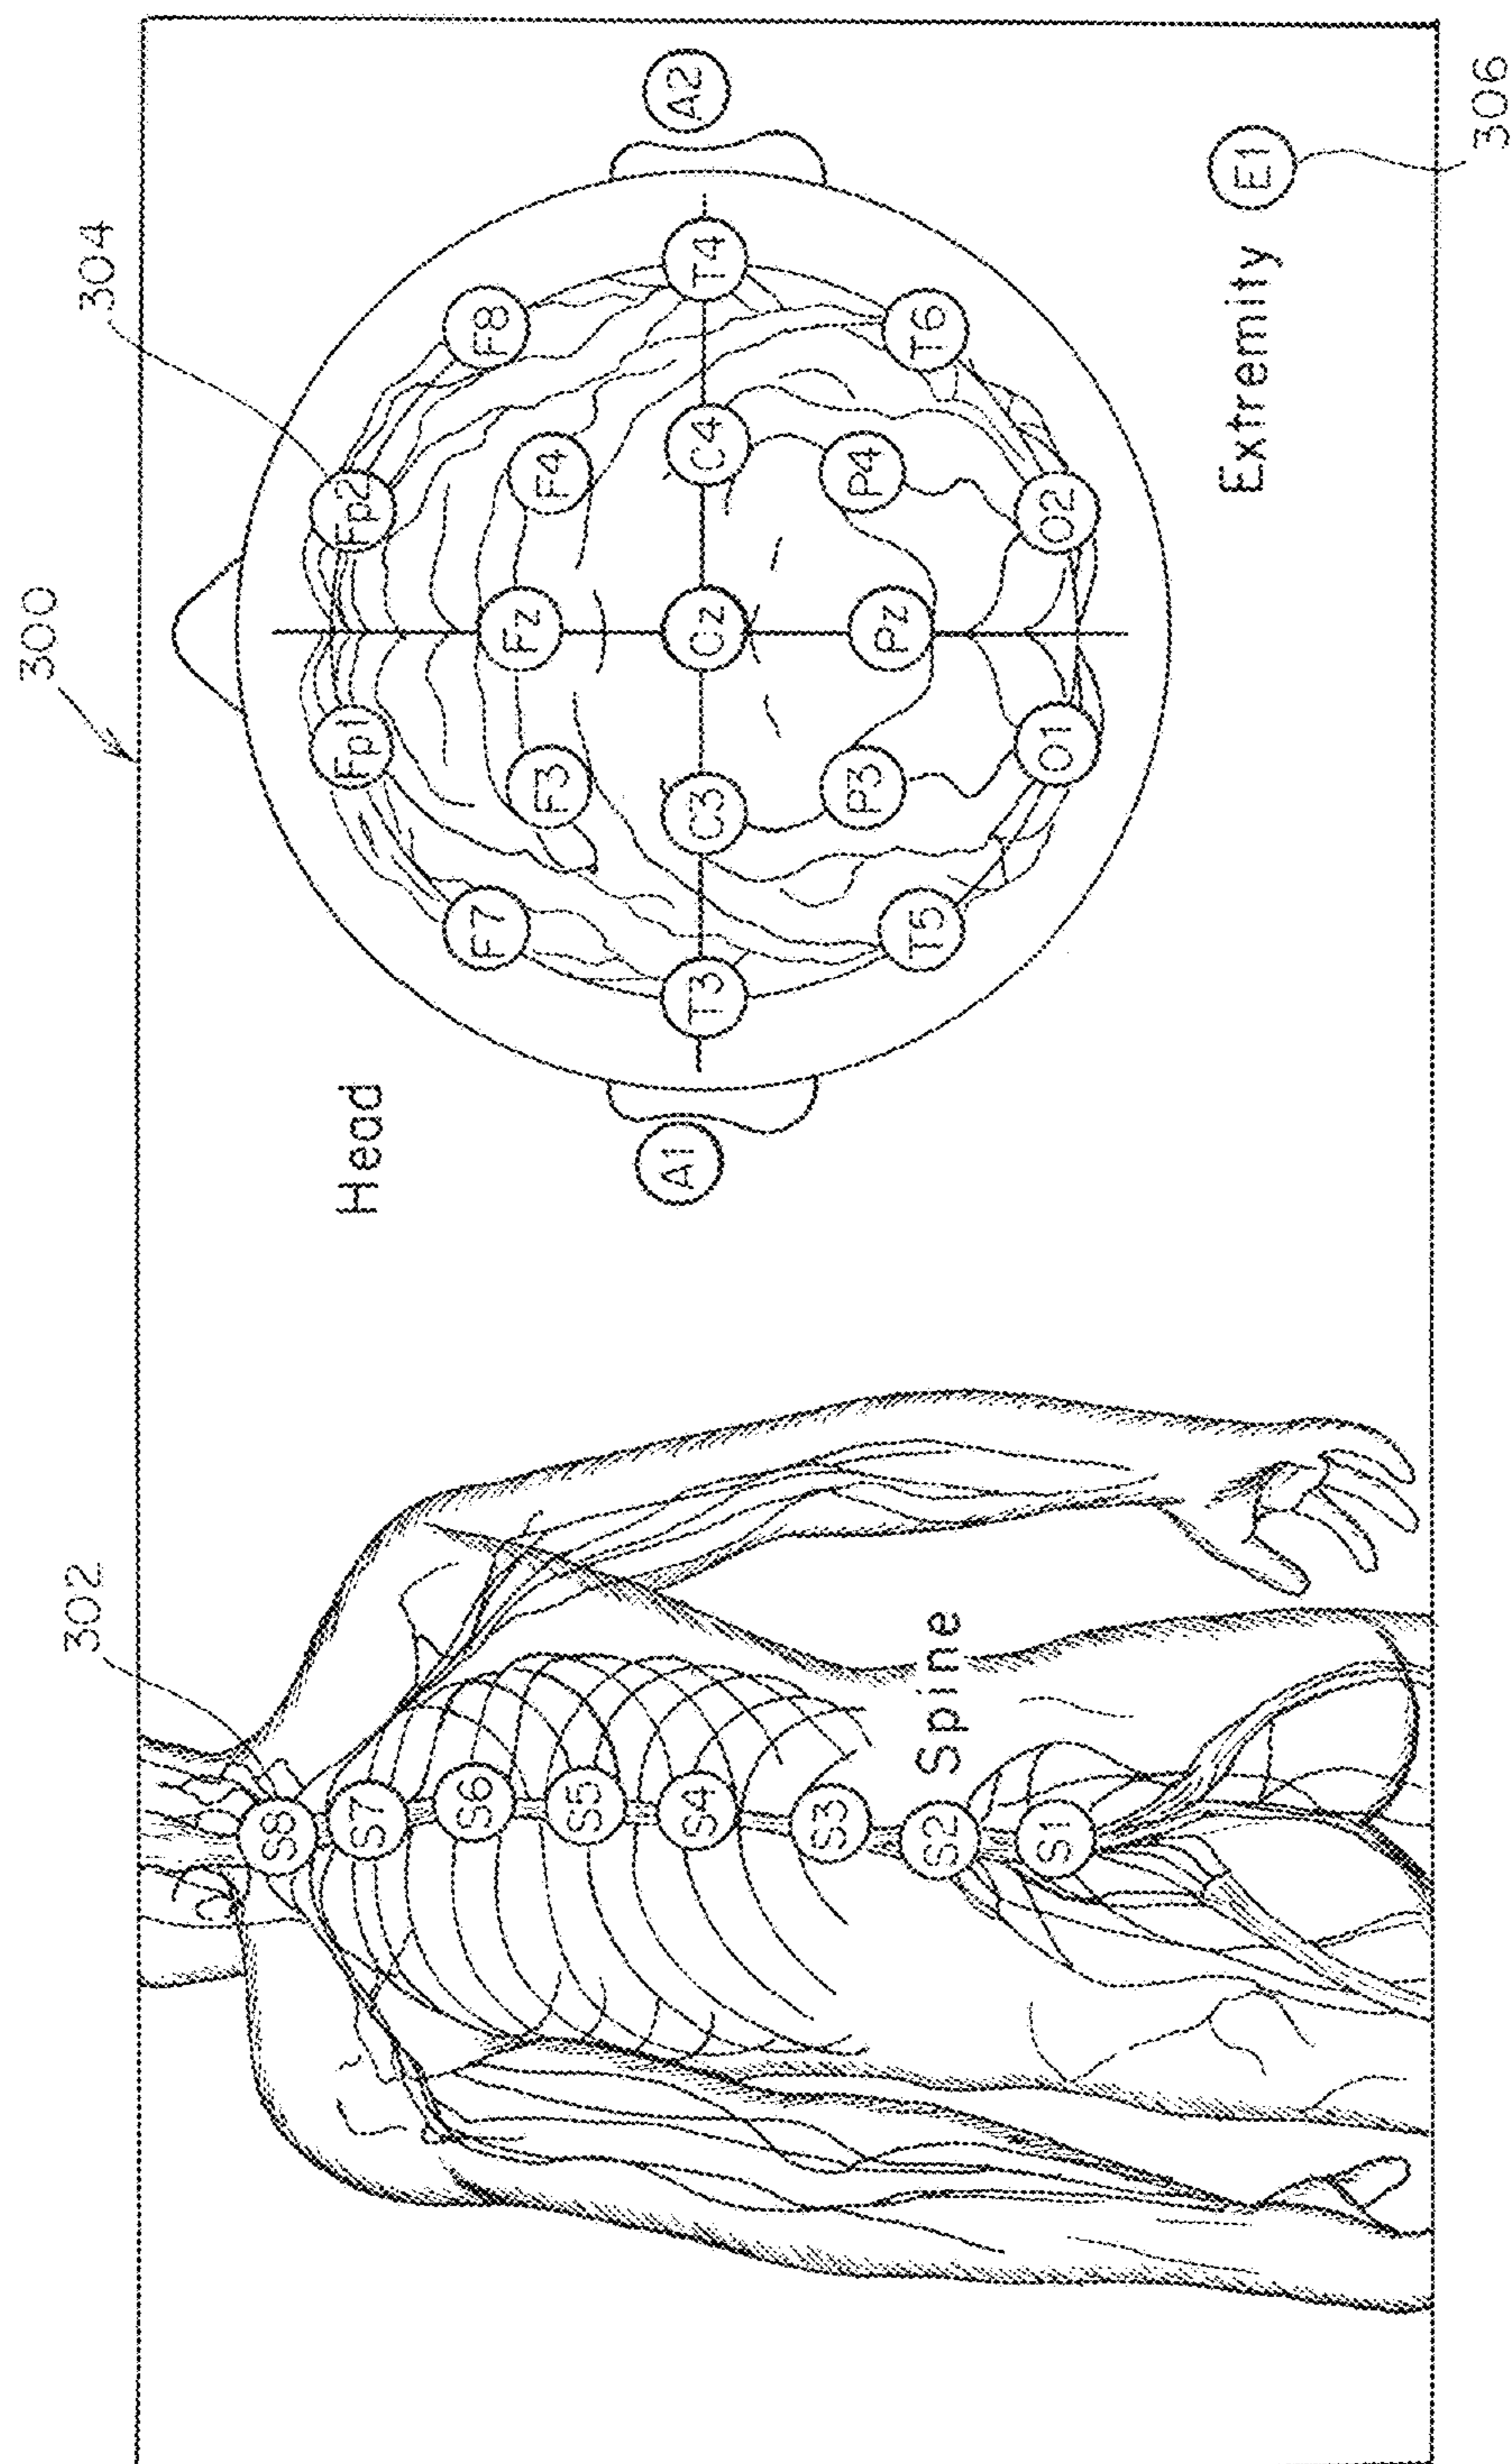 300
302
304
306
Head
Fp1
Fp2
F7
F3
Fz
F4
F8
A1
T3
C3
Cz
C4
T4
A2
T5
P3
Pz
P4
T6
O1
O2
Spine
S8
S7
S6
S5
S4
S3
S2
S1
Extremity
E1